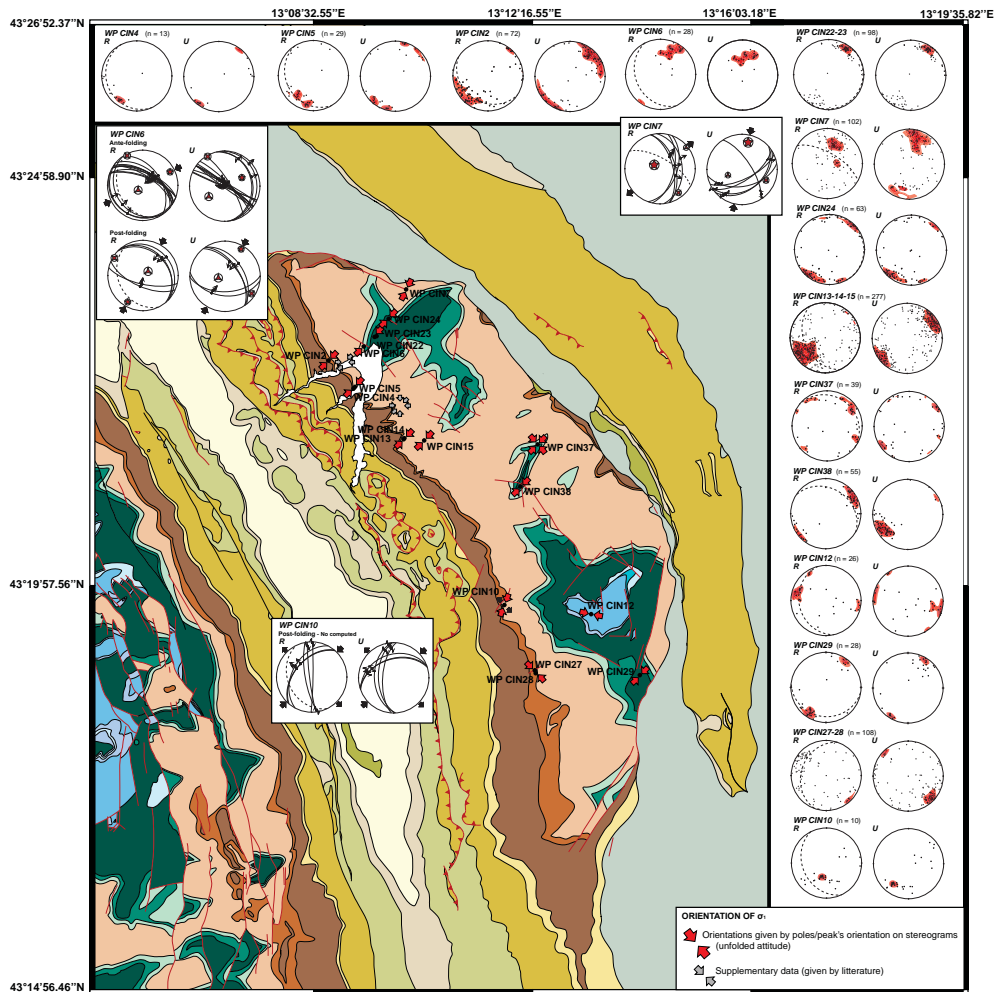 43°26'52.37''N
13°08'32.55''E
13°12'16.55''E
13°16'03.18''E
13°19'35.82''E
WP CIN4 (n = 13)
R U
WP CIN5 (n = 29)
R U
WP CIN2 (n = 72)
R U
WP CIN6 (n = 28)
R U
WP CIN22-23 (n = 98)
R U
WP CIN6
Ante-folding
R U
Post-folding
R U
WP CIN7
R U
WP CIN7 (n = 102)
R U
43°24'58.90''N
WP CIN24 (n = 63)
R U
WP CIN13-14-15 (n = 277)
R U
WP CIN37 (n = 39)
R U
WP CIN38 (n = 55)
R U
WP CIN12 (n = 26)
R U
WP CIN29 (n = 28)
R U
WP CIN27-28 (n = 108)
R U
WP CIN10 (n = 10)
R U
WP CIN7
WP CIN24
WP CIN23
WP CIN22
WP CIN6
WP CIN2
WP CIN5
WP CIN4
WP CIN14
WP CIN13
WP CIN15
WP CIN37
WP CIN38
43°19'57.56''N
WP CIN10
WP CIN12
WP CIN10
Post-folding - No computed
R U
WP CIN27
WP CIN28
WP CIN29
ORIENTATION OF σ1
Orientations given by poles/peak's orientation on stereograms
(unfolded attitude)
Supplementary data (given by litterature)
43°14'56.46''N